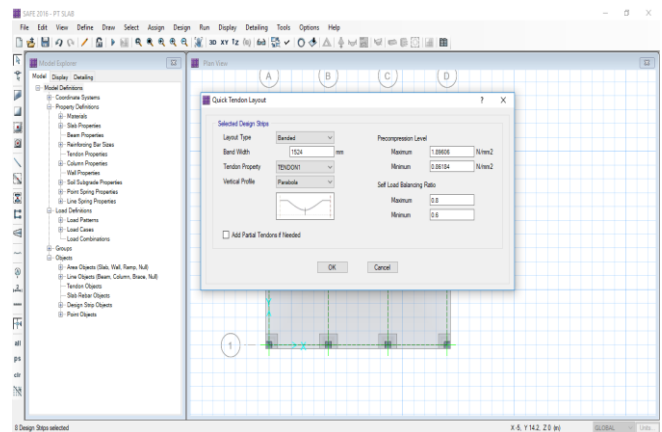 SAFE 2016 - PT SLAB
File Edit View Define Draw Select Assign Design Run Display Detailing Tools Options Help
3D XY
Model Explorer
Plan View
Model Display Detailing
Model Definitions
Coordinate Systems
Property Definitions
Materials
Slab Properties
Beam Properties
Reinforcing Bar Sizes
Tendon Properties
Column Properties
Wall Properties
Soil Subgrade Properties
Point Spring Properties
Line Spring Properties
Load Definitions
Load Patterns
Load Cases
Load Combinations
Groups
Objects
Area Objects (Slab, Wall, Ramp, Null)
Line Objects (Beam, Column, Brace, Null)
Tendon Objects
Slab Rebar Objects
Design Strip Objects
Point Objects
all
ps
clr
A B C D
Quick Tendon Layout ? X
Selected Design Strips
Layout Type Banded
Band Width 1524 mm
Tendon Property TENDON1
Vertical Profile Parabola
Add Partial Tendons if Needed
Precompression Level
Maximum 1.89606 N/mm2
Minimum 0.86184 N/mm2
Self Load Balancing Ratio
Maximum 0.8
Minimum 0.6
OK Cancel
Y
X
1
8 Design Strips selected
X -5, Y 14.2, Z 0 (m) GLOBAL Units...